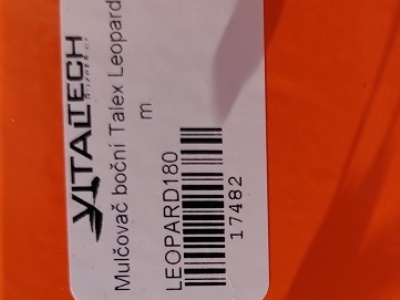 VITALTECH
Mulčovač boční Talex Leopard
m
LEOPARD180
17482